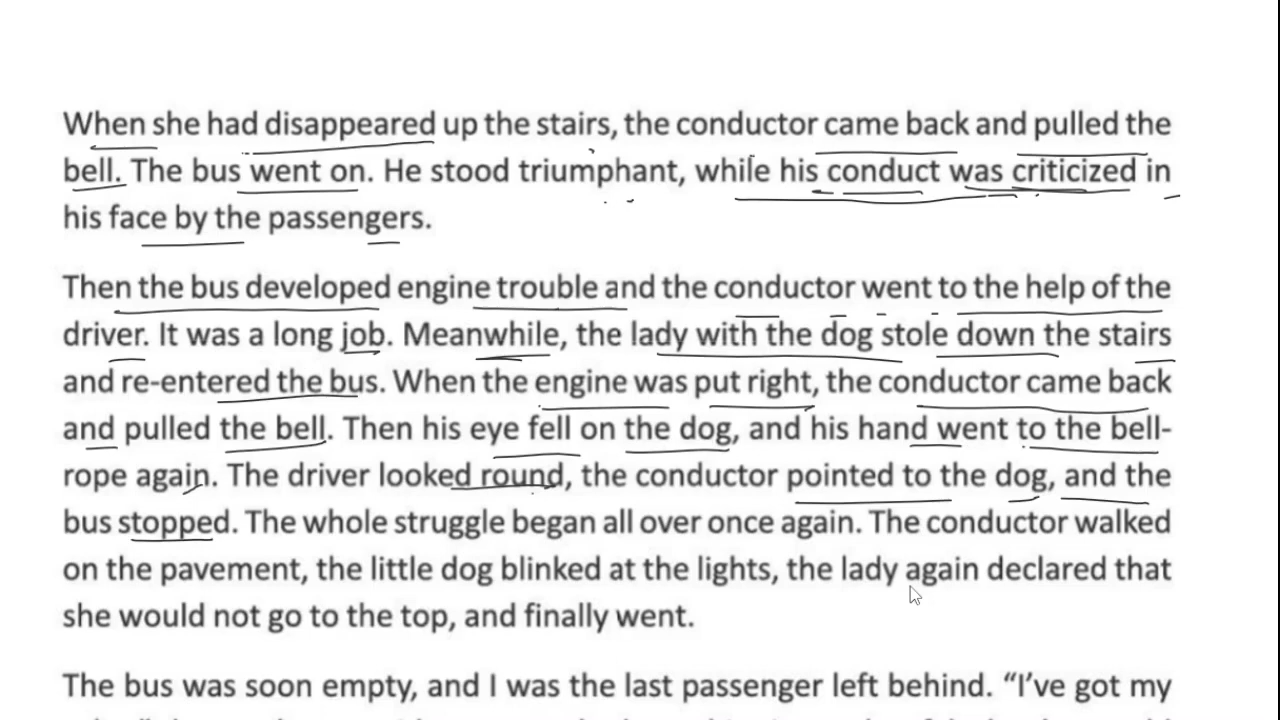 When she had disappeared up the stairs, the conductor came back and pulled the
bell. The bus went on. He stood triumphant, while his conduct was criticized in
his face by the passengers.
Then the bus developed engine trouble and the conductor went to the help of the
driver. It was a long job. Meanwhile, the lady with the dog stole down the stairs
and re-entered the bus. When the engine was put right, the conductor came back
and pulled the bell. Then his eye fell on the dog, and his hand went to the bell-
rope again. The driver looked round, the conductor pointed to the dog, and the
bus stopped. The whole struggle began all over once again. The conductor walked
on the pavement, the little dog blinked at the lights, the lady again declared that
she would not go to the top, and finally went.
The bus was soon empty, and I was the last passenger left behind. “I’ve got my